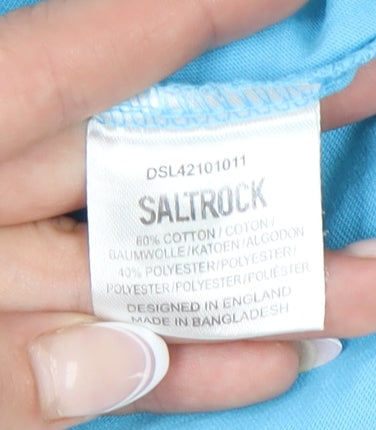 DSL42101011
SALTROCK
60% COTTON / COTON /
BAUMWOLLE/KATOEN/ALGODON
40% POLYESTER/POLYESTER/
POLYESTER/POLYESTER/POLIÉSTER
DESIGNED IN ENGLAND
MADE IN BANGLADESH